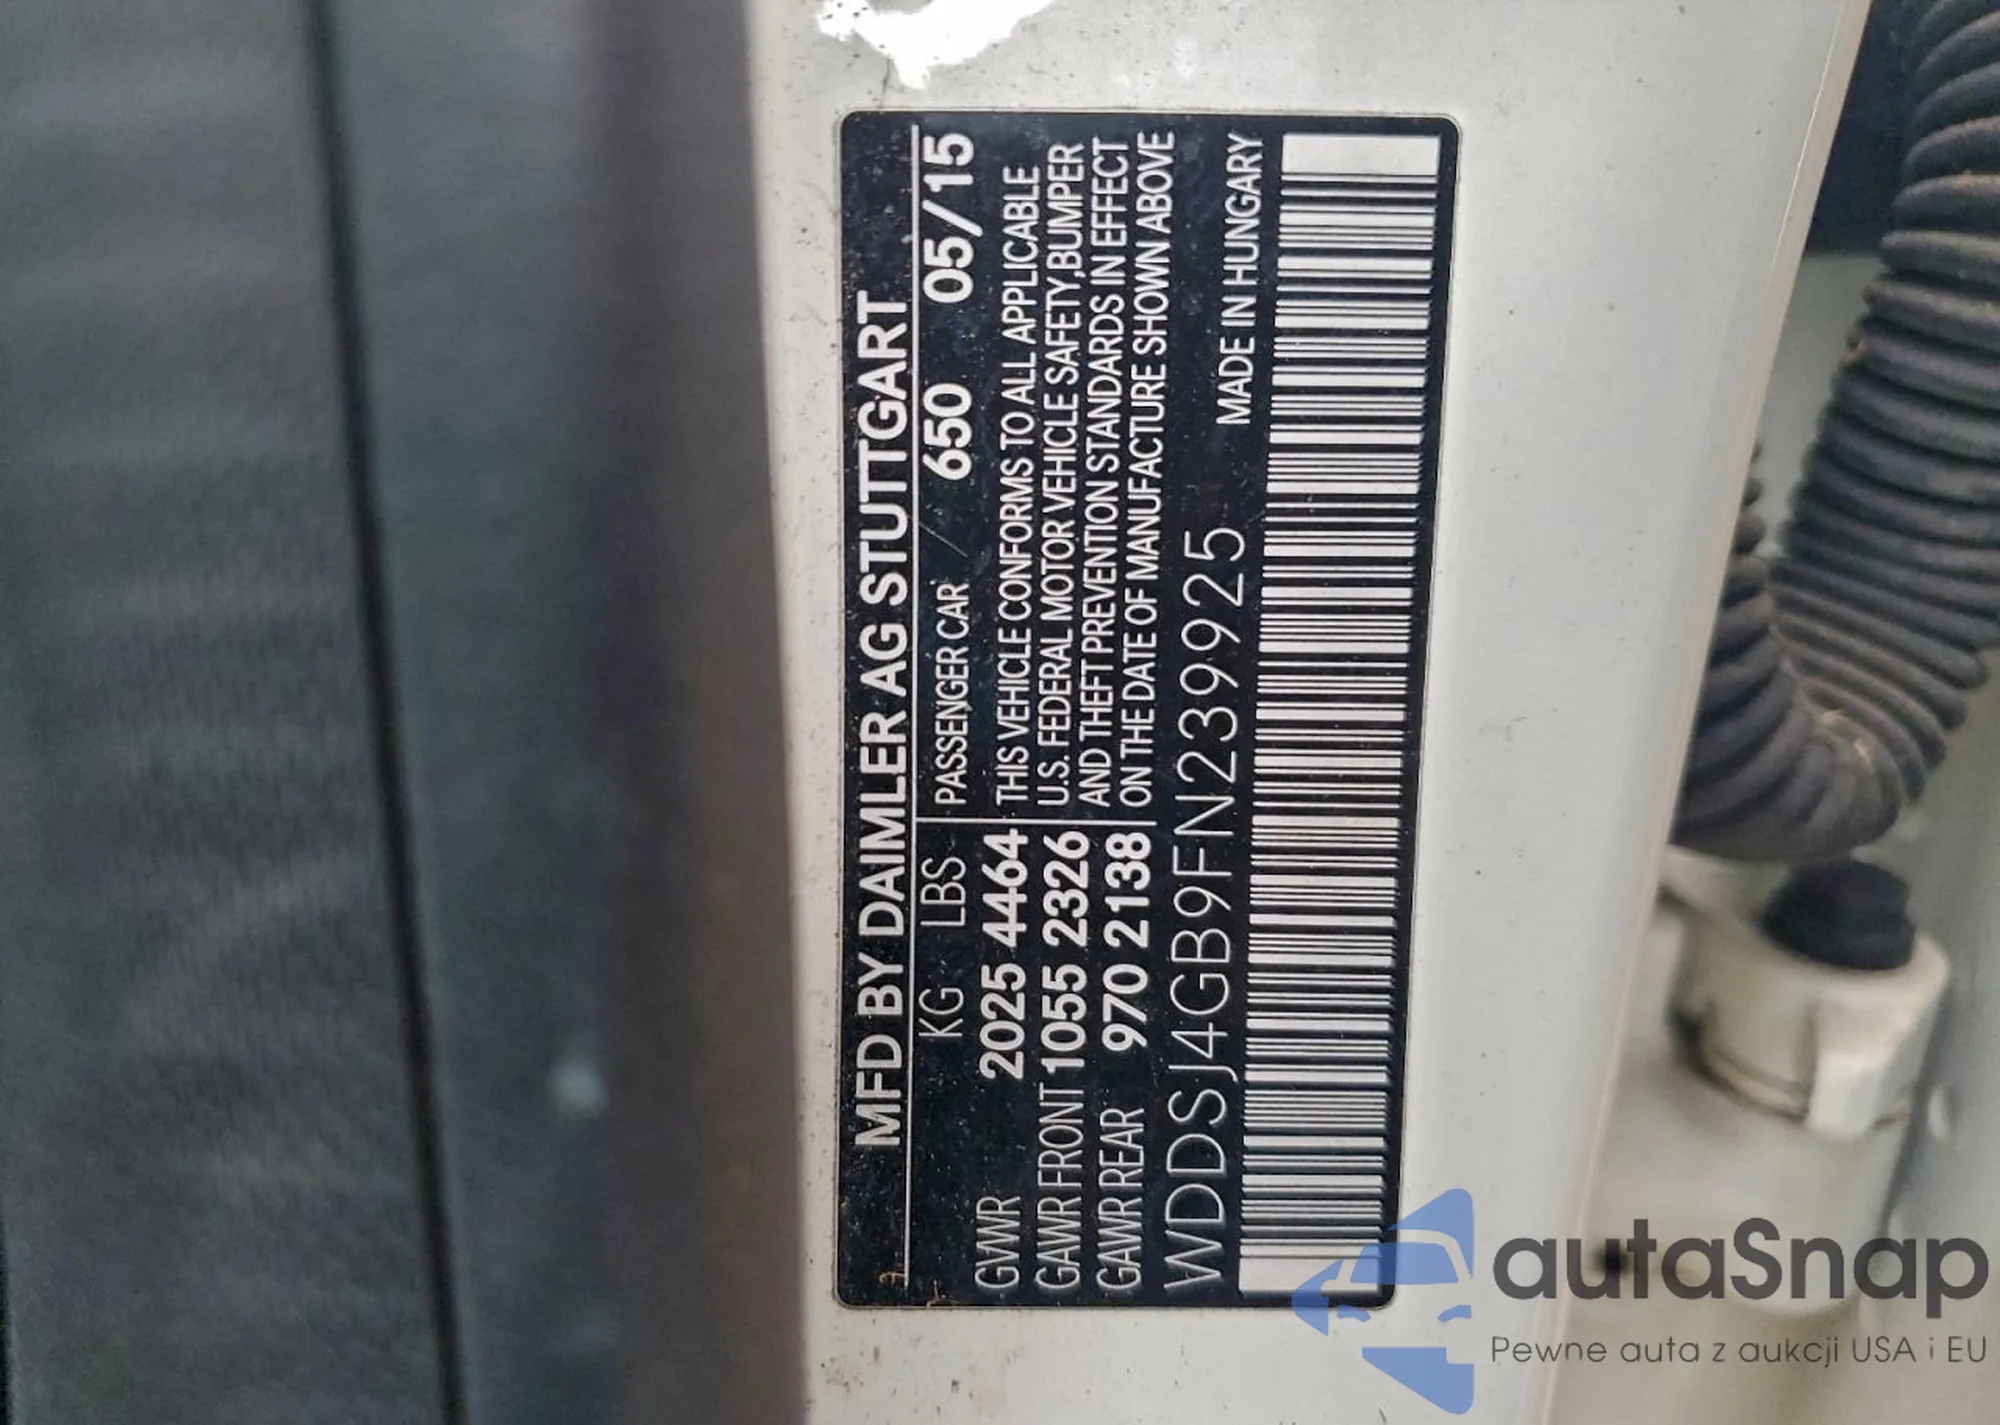 MFD BY DAIMLER AG STUTTGART
KG LBS PASSENGER CAR 650 05/15
GVWR 2025 4464 THIS VEHICLE CONFORMS TO ALL APPLICABLE
GAWR FRONT 1055 2326 U.S. FEDERAL MOTOR VEHICLE SAFETY,BUMPER
GAWR REAR 970 2138 AND THEFT PREVENTION STANDARDS IN EFFECT
ON THE DATE OF MANUFACTURE SHOWN ABOVE
WDDSJ4GB9FN239925 MADE IN HUNGARY
autaSnap
Pewne auta z aukcji USA i EU